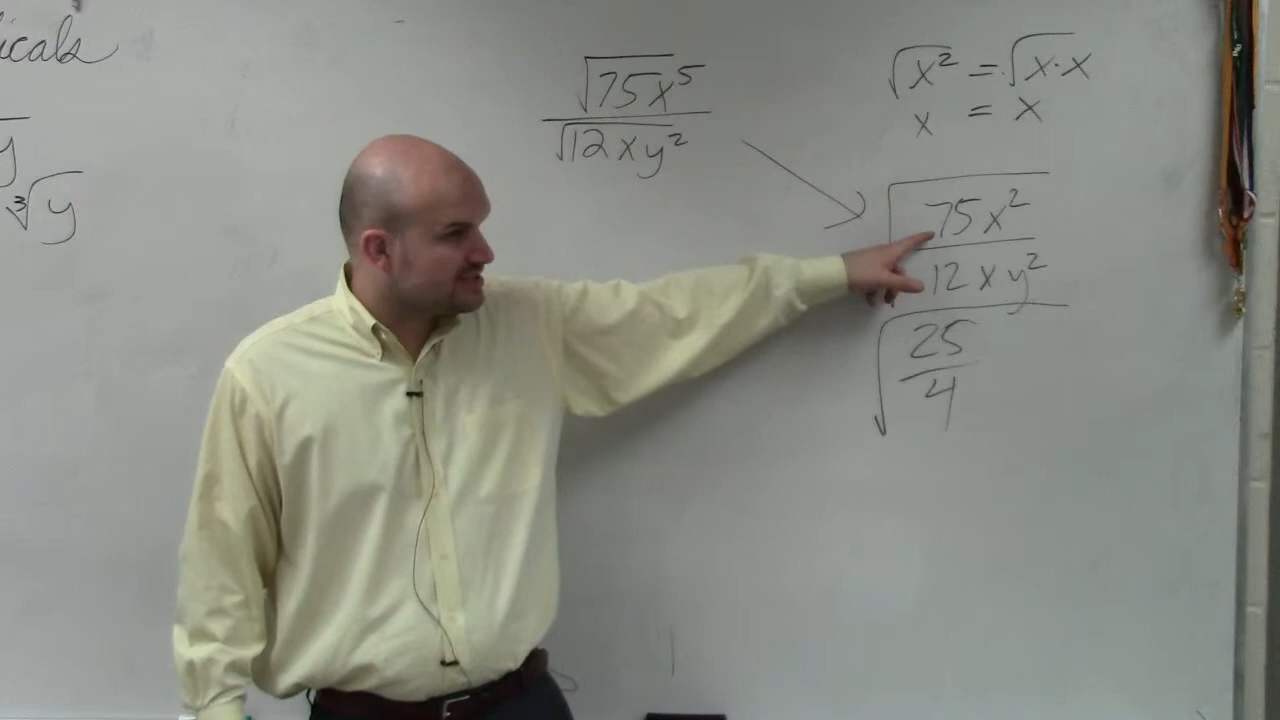 icals
y
∛y
√75x⁵
√12xy²
√x² = √x·x
x = x
75x²
12xy²
25
4